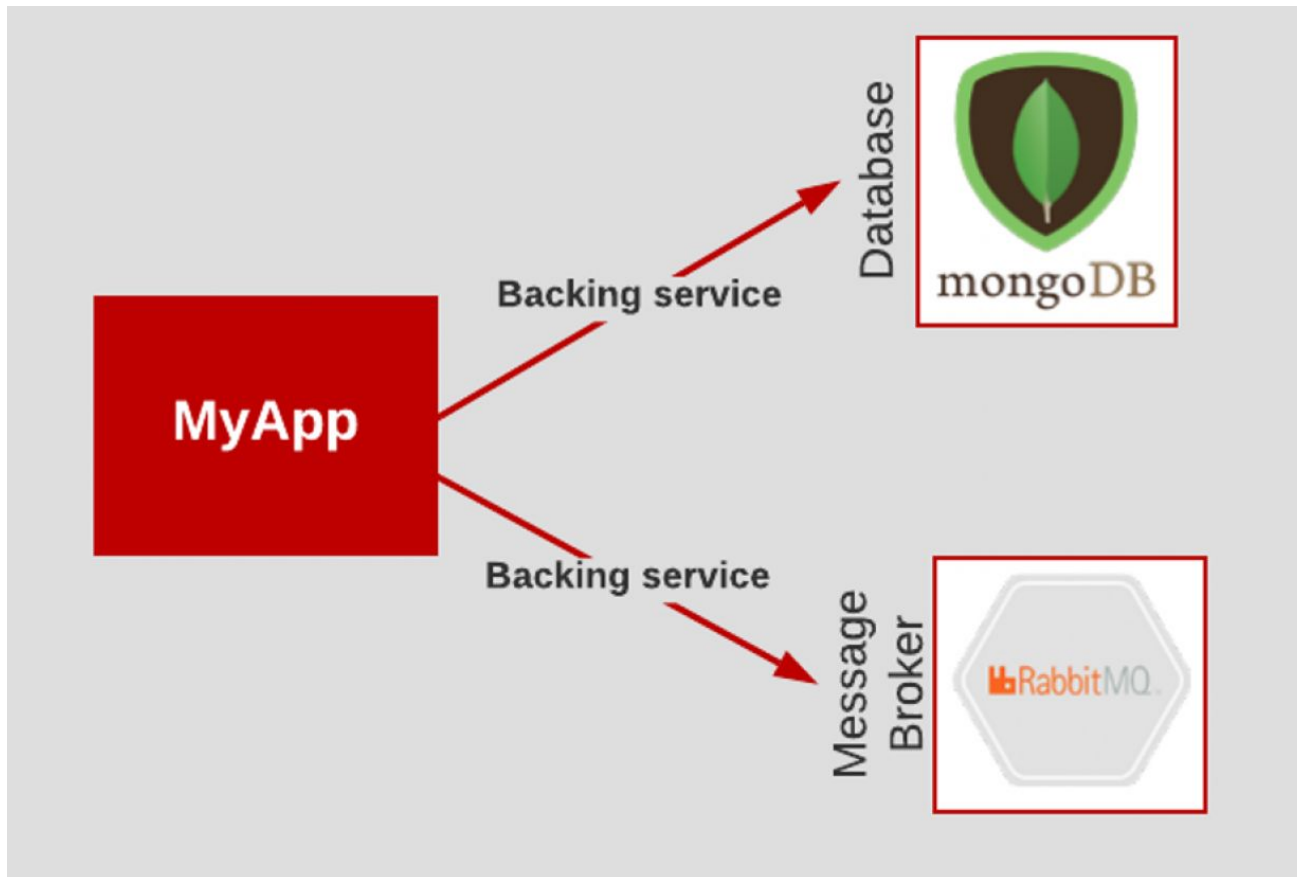 MyApp
Backing service
Database
mongoDB
Backing service
Message
Broker
RabbitMQ